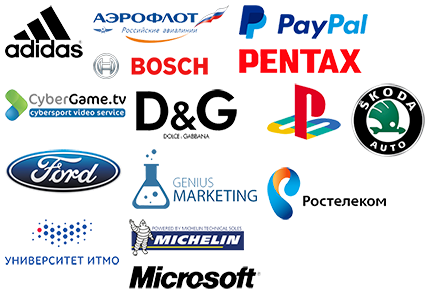 adidas
АЭРОФЛОТ
Российские авиалинии
PayPal
BOSCH
PENTAX
CyberGame.tv
cybersport video service
D&G
DOLCE & GABBANA
ŠKODA
AUTO
Ford
GENIUS
MARKETING
Ростелеком
УНИВЕРСИТЕТ ИТМО
POWERED BY MICHELIN TECHNICAL SOLES
MICHELIN
Microsoft